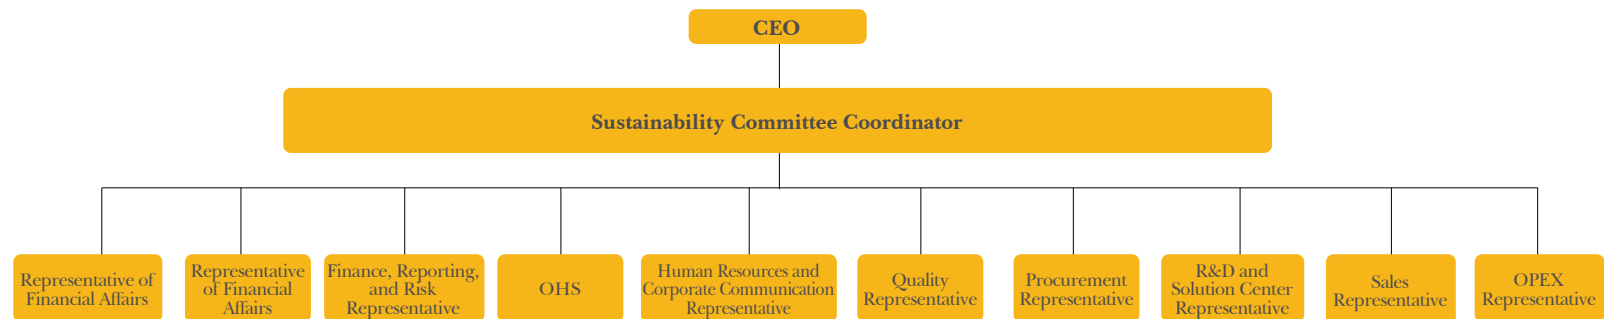 CEO
Sustainability Committee Coordinator
Representative of
Financial Affairs
Representative
of Financial
Affairs
Finance, Reporting,
and Risk
Representative
OHS
Human Resources and
Corporate Communication
Representative
Quality
Representative
Procurement
Representative
R&D and
Solution Center
Representative
Sales
Representative
OPEX
Representative